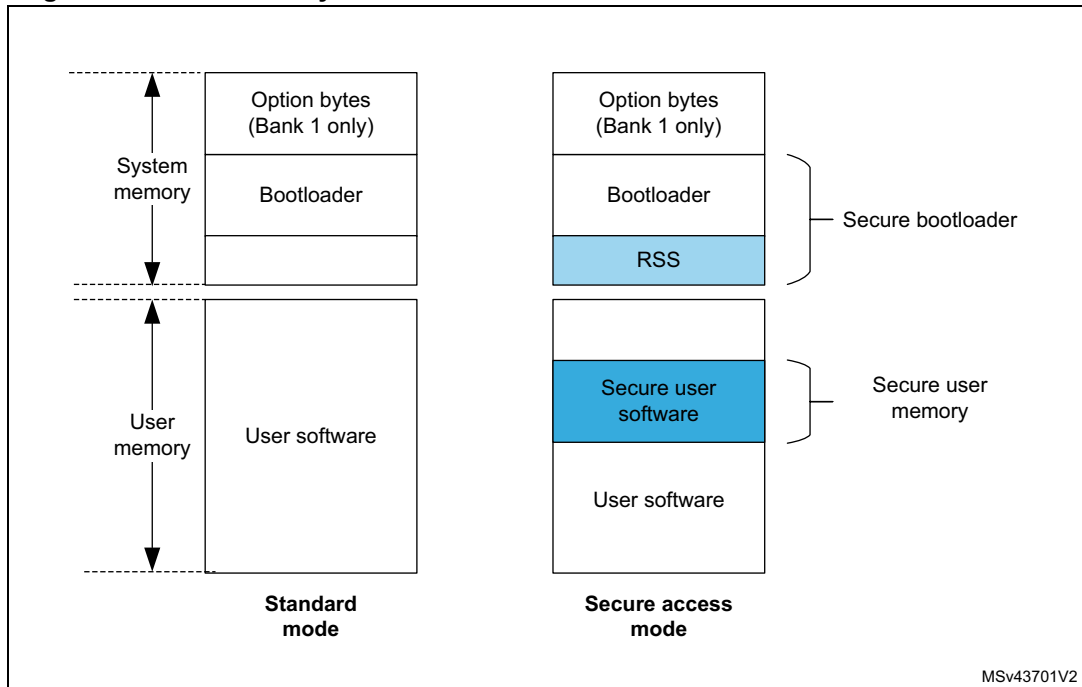 Option bytes
(Bank 1 only)
Option bytes
(Bank 1 only)
System
memory
Bootloader
Bootloader
Secure bootloader
RSS
User
memory
User software
Secure user
software
Secure user
memory
User software
Standard
mode
Secure access
mode
MSv43701V2